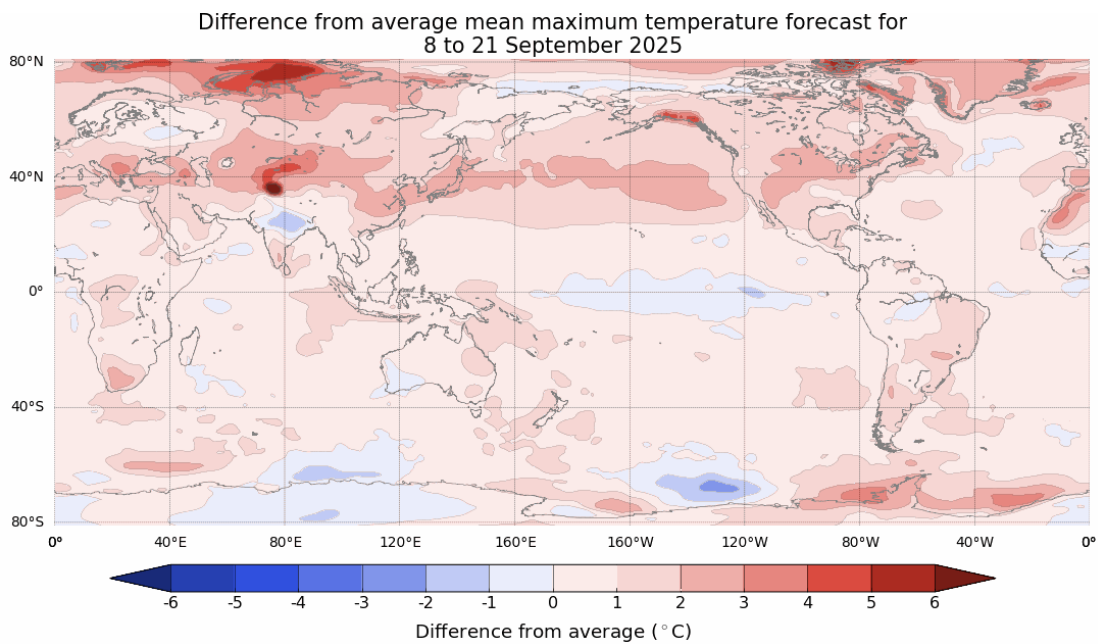 Difference from average mean maximum temperature forecast for
8 to 21 September 2025
80°N
40°N
0°
40°S
80°S
0° 40°E 80°E 120°E 160°E 160°W 120°W 80°W 40°W 0°
-6 -5 -4 -3 -2 -1 0 1 2 3 4 5 6
Difference from average (°C)